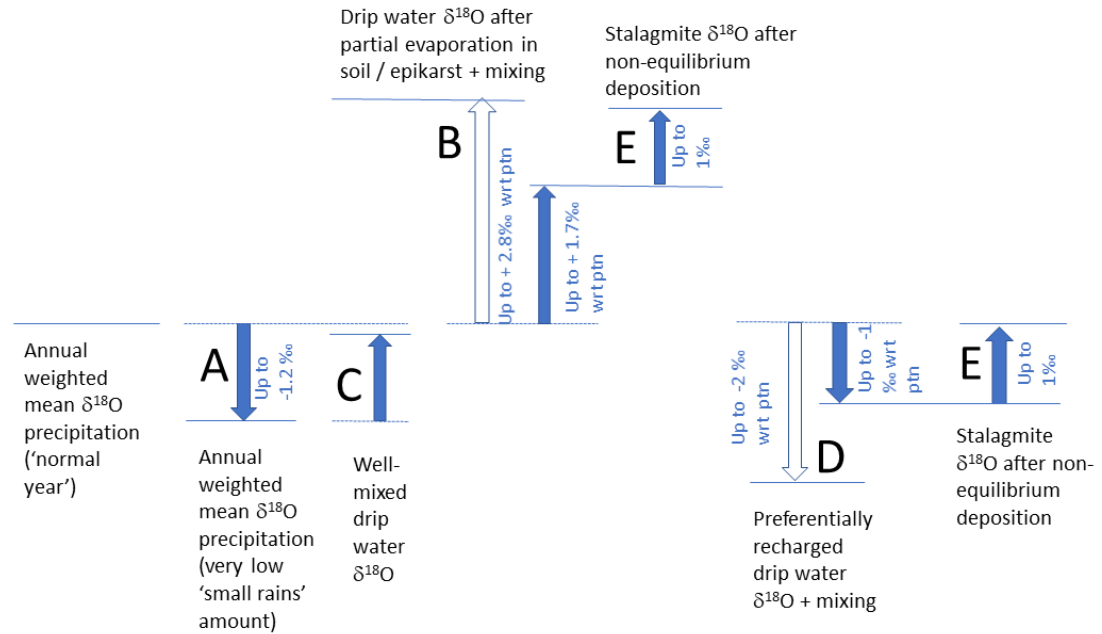 Drip water δ¹⁸O after
partial evaporation in
soil / epikarst + mixing
Stalagmite δ¹⁸O after
non-equilibrium
deposition
B
Up to + 2.8‰ wrt ptn
Up to + 1.7‰
wrt ptn
E
Up to
1‰
Annual
weighted
mean δ¹⁸O
precipitation
(‘normal
year’)
A
Up to
-1.2 ‰
Annual
weighted
mean δ¹⁸O
precipitation
(very low
‘small rains’
amount)
C
Well-
mixed
drip
water
δ¹⁸O
Up to -2 ‰
wrt ptn
Up to -1
‰ wrt
ptn
D
Preferentially
recharged
drip water
δ¹⁸O + mixing
E
Up to
1‰
Stalagmite
δ¹⁸O after non-
equilibrium
deposition